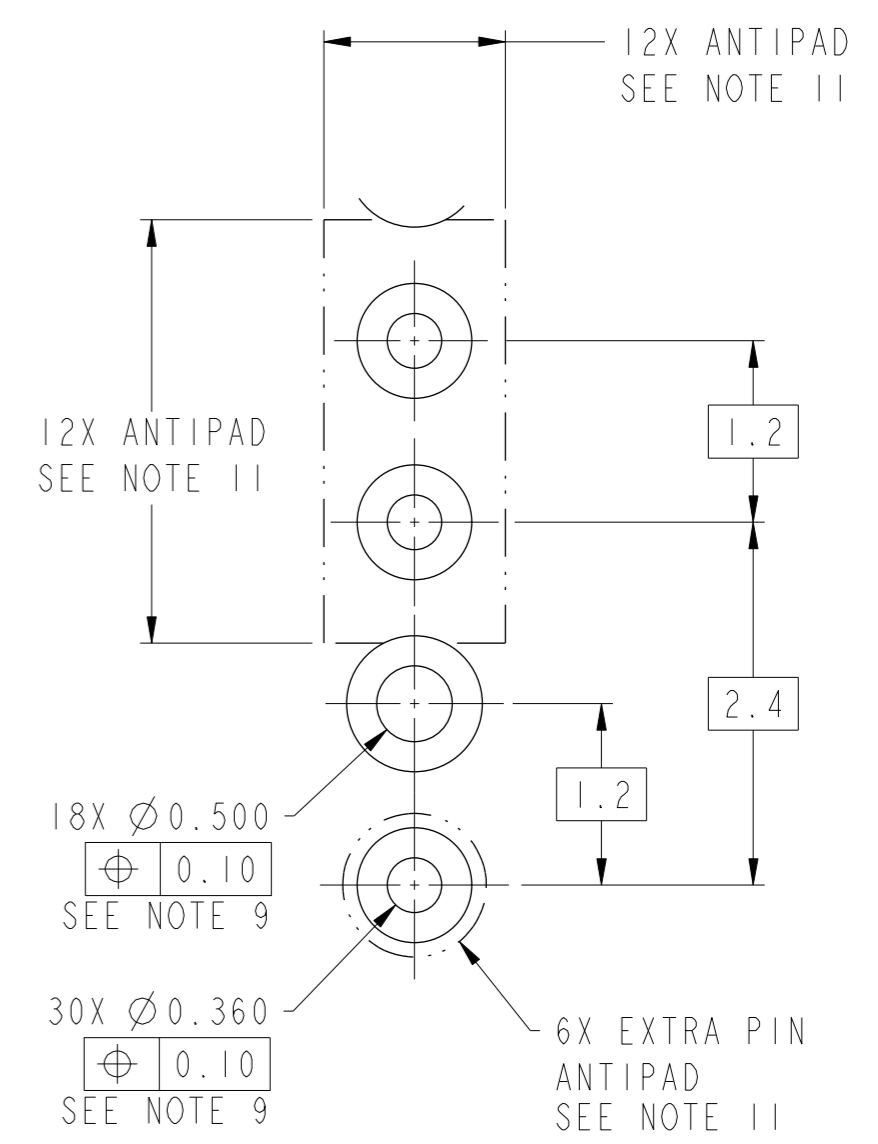 12X ANTIPAD
SEE NOTE 11
12X ANTIPAD
SEE NOTE 11
1.2
2.4
1.2
18X ∅0.500
⌖ 0.10
SEE NOTE 9
30X ∅0.360
⌖ 0.10
SEE NOTE 9
6X EXTRA PIN
ANTIPAD
SEE NOTE 11